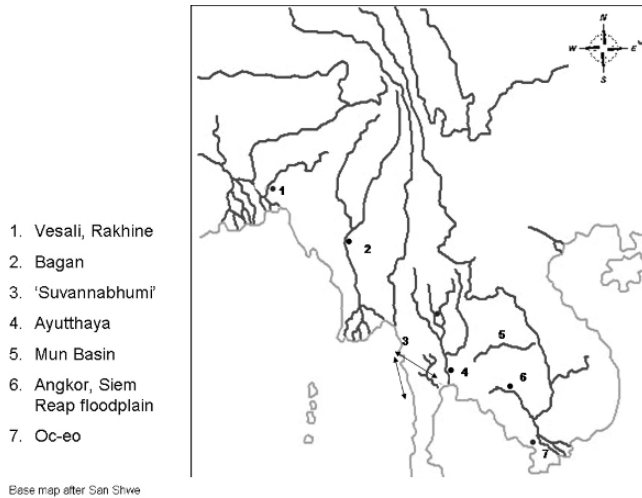 1. Vesali, Rakhine
2. Bagan
3. 'Suvannabhumi'
4. Ayutthaya
5. Mun Basin
6. Angkor, Siem
Reap floodplain
7. Oc-eo
Base map after San Shwe
N
W
E
S
1
2
3
4
5
6
7